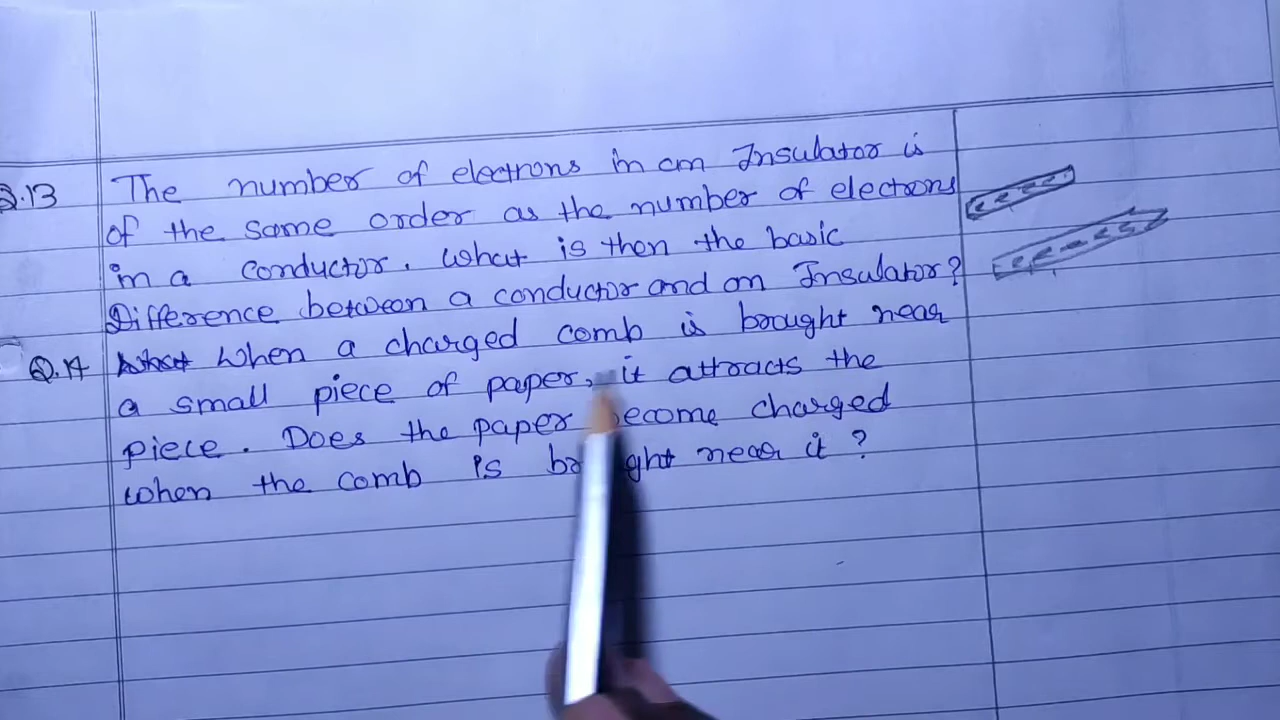 Q.13 The number of electrons in an Insulator is
of the same order as the number of electrons
in a conductor. What is then the basic
Difference between a conductor and an Insulator?
Q.14 When a charged comb is brought near
a small piece of paper, it attracts the
piece. Does the paper become charged
when the comb is brought near it?